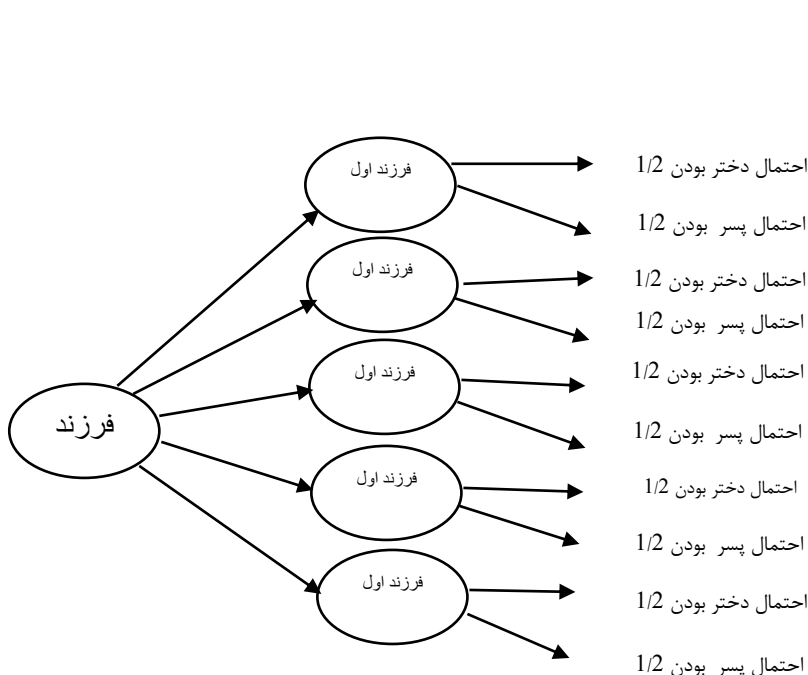 فرزند
فرزند اول
احتمال دختر بودن 1/2
احتمال پسر بودن 1/2
فرزند اول
احتمال دختر بودن 1/2
احتمال پسر بودن 1/2
فرزند اول
احتمال دختر بودن 1/2
احتمال پسر بودن 1/2
فرزند اول
احتمال دختر بودن 1/2
احتمال پسر بودن 1/2
فرزند اول
احتمال دختر بودن 1/2
احتمال پسر بودن 1/2